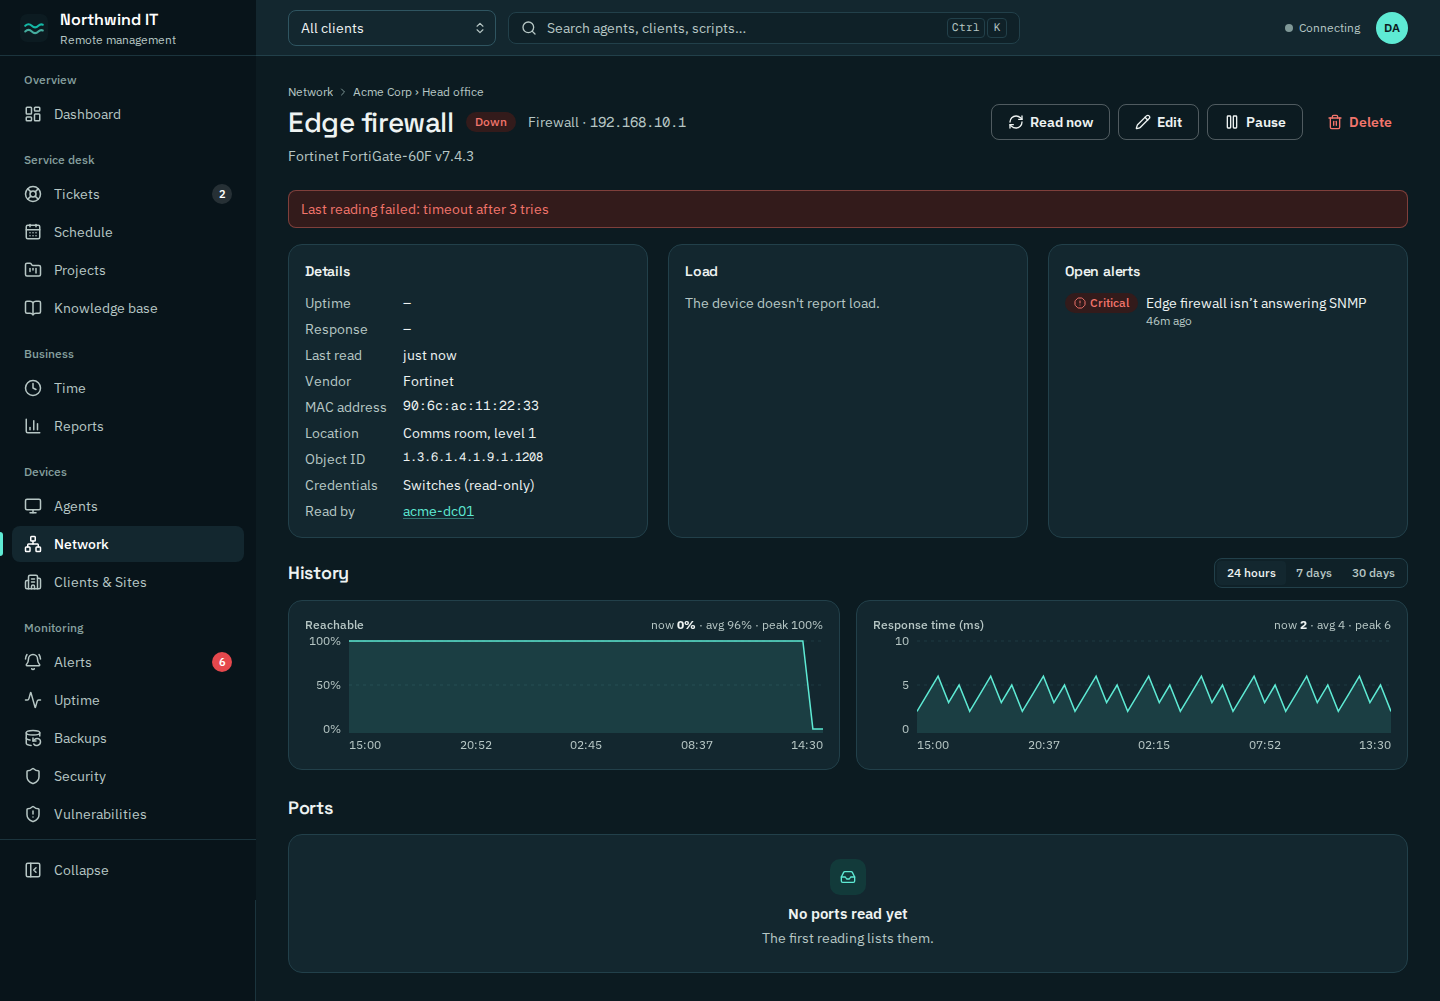 Northwind IT
Remote management
All clients
Search agents, clients, scripts...
Ctrl K
Connecting
DA
Overview
Dashboard
Service desk
Tickets 2
Schedule
Projects
Knowledge base
Business
Time
Reports
Devices
Agents
Network
Clients & Sites
Monitoring
Alerts 6
Uptime
Backups
Security
Vulnerabilities
Collapse
Network > Acme Corp › Head office
Edge firewall Down Firewall · 192.168.10.1
Fortinet FortiGate-60F v7.4.3
Read now Edit Pause Delete
Last reading failed: timeout after 3 tries
Details
Uptime –
Response –
Last read just now
Vendor Fortinet
MAC address 90:6c:ac:11:22:33
Location Comms room, level 1
Object ID 1.3.6.1.4.1.9.1.1208
Credentials Switches (read-only)
Read by acme-dc01
Load
The device doesn't report load.
Open alerts
Critical Edge firewall isn’t answering SNMP
46m ago
History
24 hours 7 days 30 days
Reachable now 0% · avg 96% · peak 100%
100%
50%
0%
15:00 20:52 02:45 08:37 14:30
Response time (ms) now 2 · avg 4 · peak 6
10
5
0
15:00 20:37 02:15 07:52 13:30
Ports
No ports read yet
The first reading lists them.